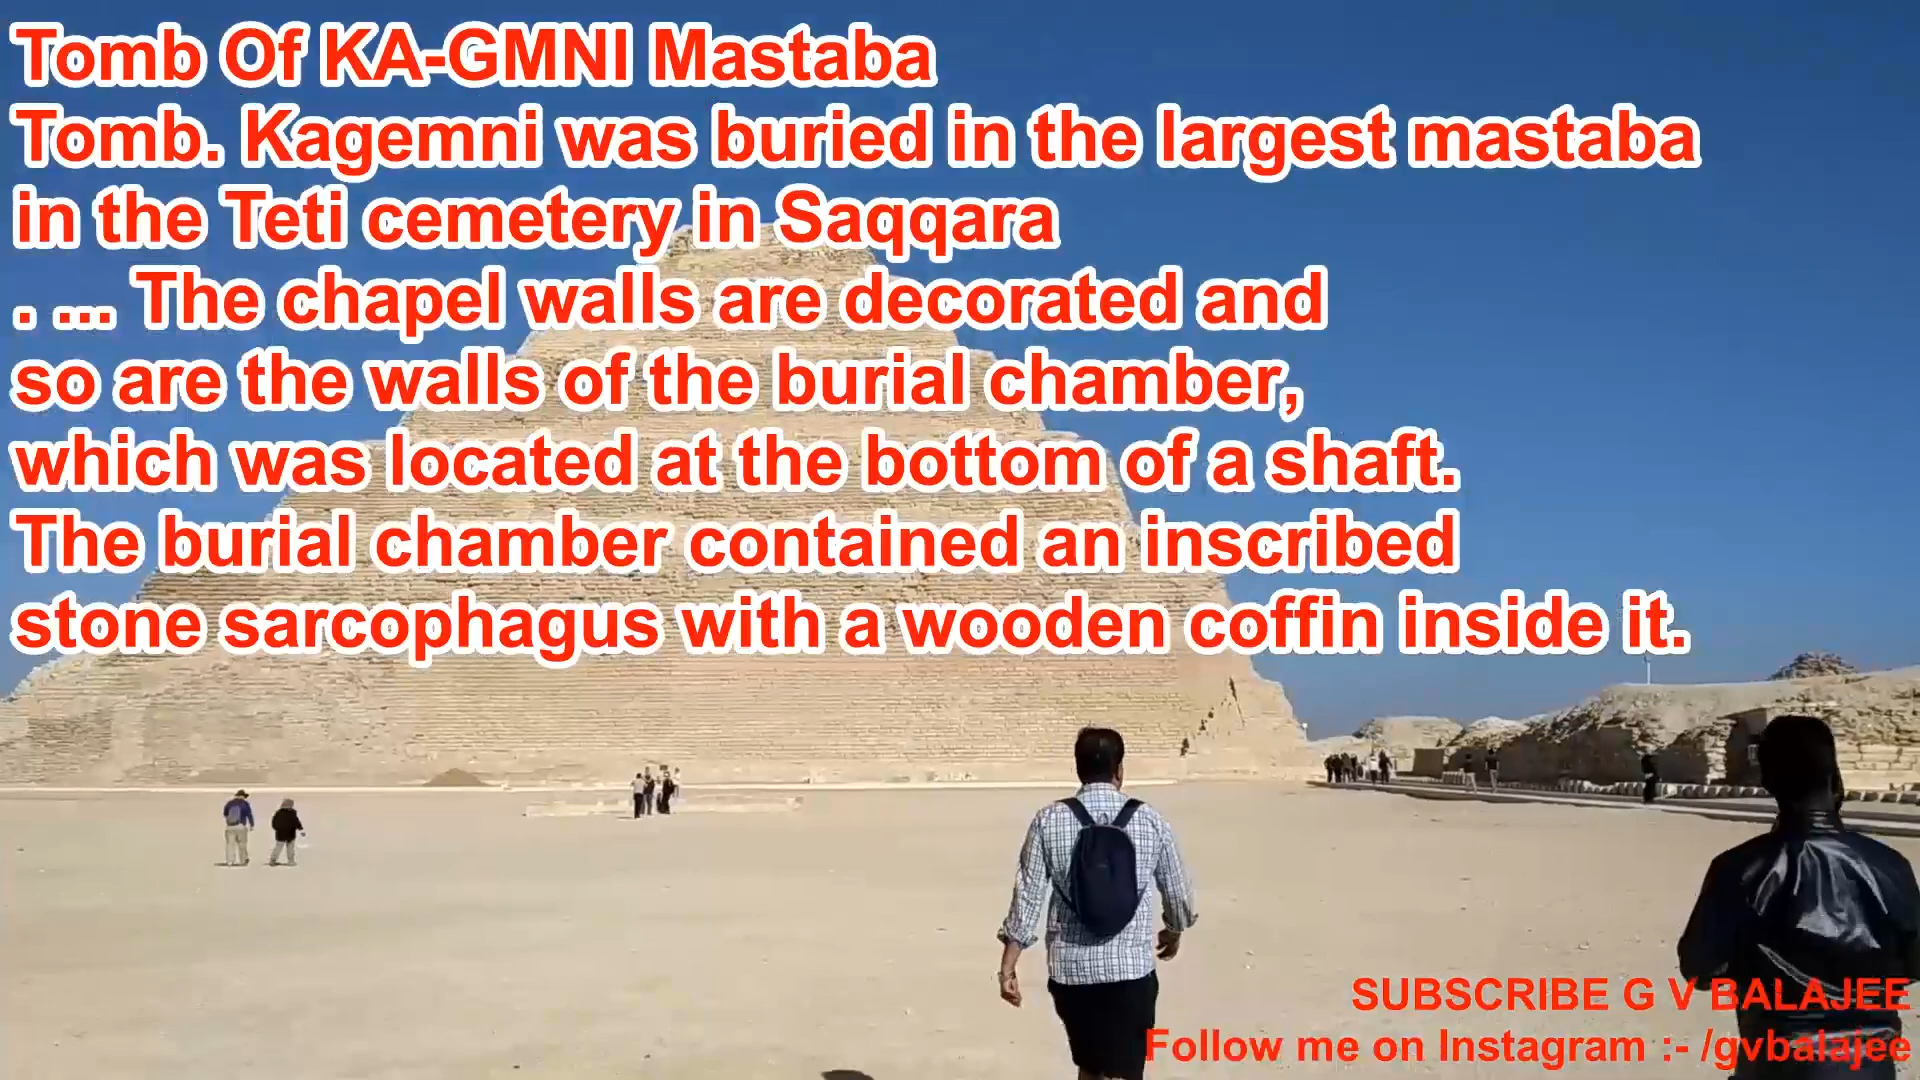 Tomb Of KA-GMNI Mastaba
Tomb. Kagemni was buried in the largest mastaba
in the Teti cemetery in Saqqara
. ... The chapel walls are decorated and
so are the walls of the burial chamber,
which was located at the bottom of a shaft.
The burial chamber contained an inscribed
stone sarcophagus with a wooden coffin inside it.
SUBSCRIBE G V BALAJEE
Follow me on Instagram :- /gvbalajee